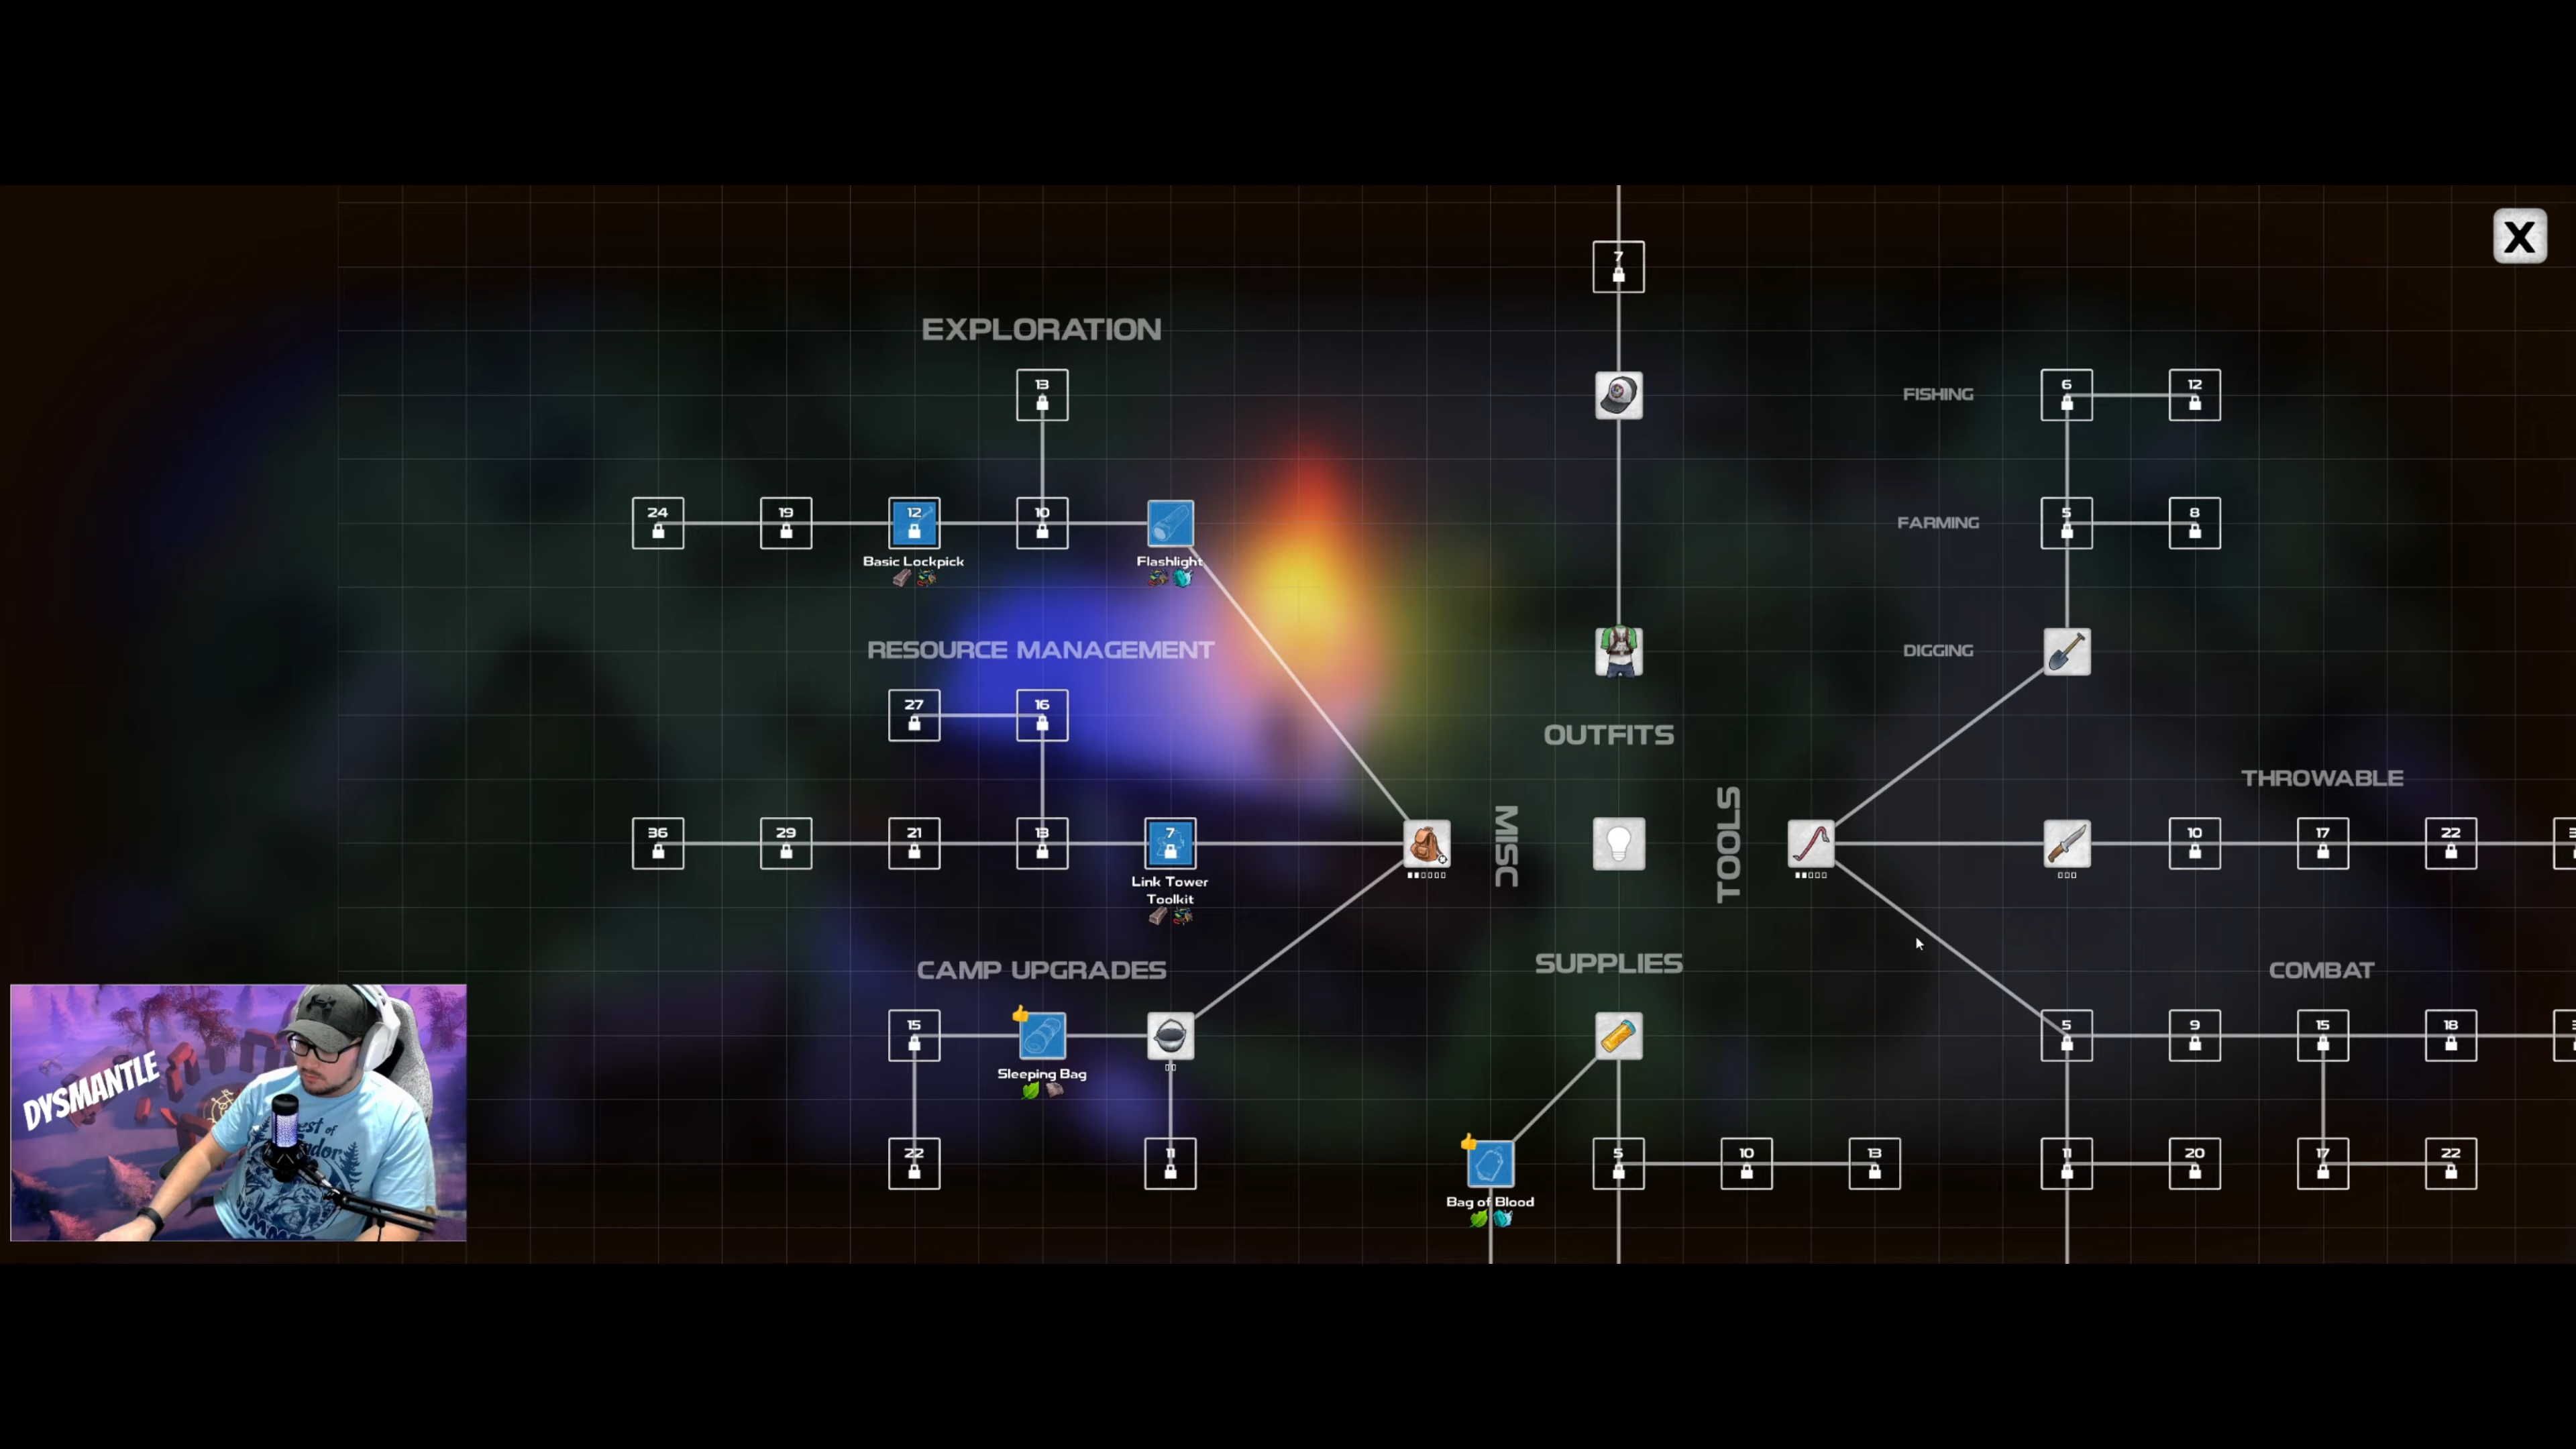 X
7
EXPLORATION
13
FISHING 6 12
24 19 12 10
Basic Lockpick
Flashlight
FARMING 5 8
RESOURCE MANAGEMENT
DIGGING
27 16
OUTFITS
THROWABLE
36 29 21 13 7
Link Tower
Toolkit
MISC
TOOLS
10 17 22
CAMP UPGRADES
SUPPLIES
COMBAT
15
Sleeping Bag
5 9 15 18
22 11
Bag of Blood
5 10 13
11 20 17 22
DYSMANTLE